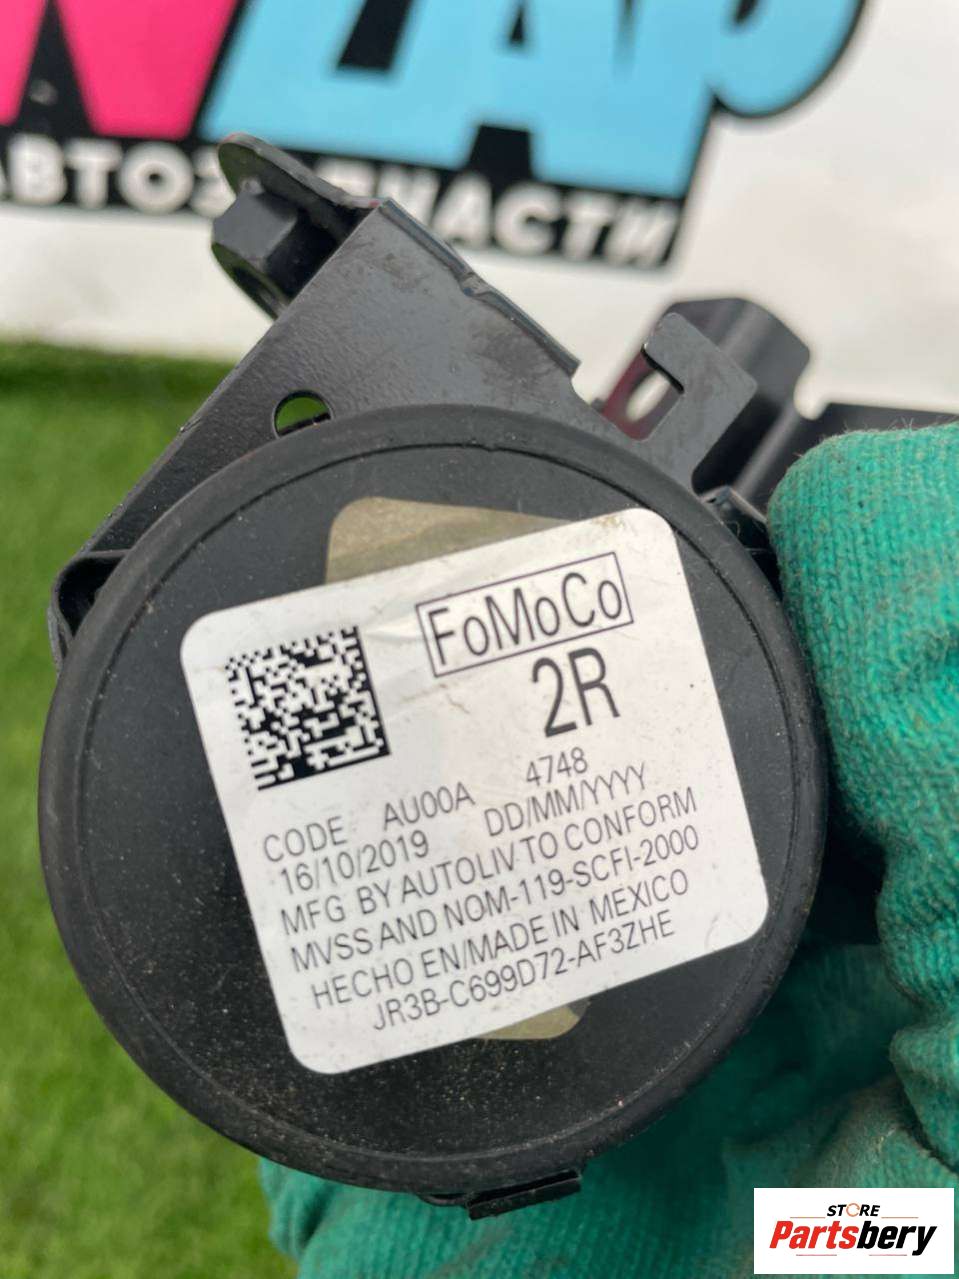 АВТОЗАПЧАСТИ
FoMoCo
2R
CODE AU00A 4748
16/10/2019 DD/MM/YYYY
MFG BY AUTOLIV TO CONFORM
MVSS AND NOM-119-SCFI-2000
HECHO EN/MADE IN MEXICO
JR3B-C699D72-AF3ZHE
STORE
Partsbery